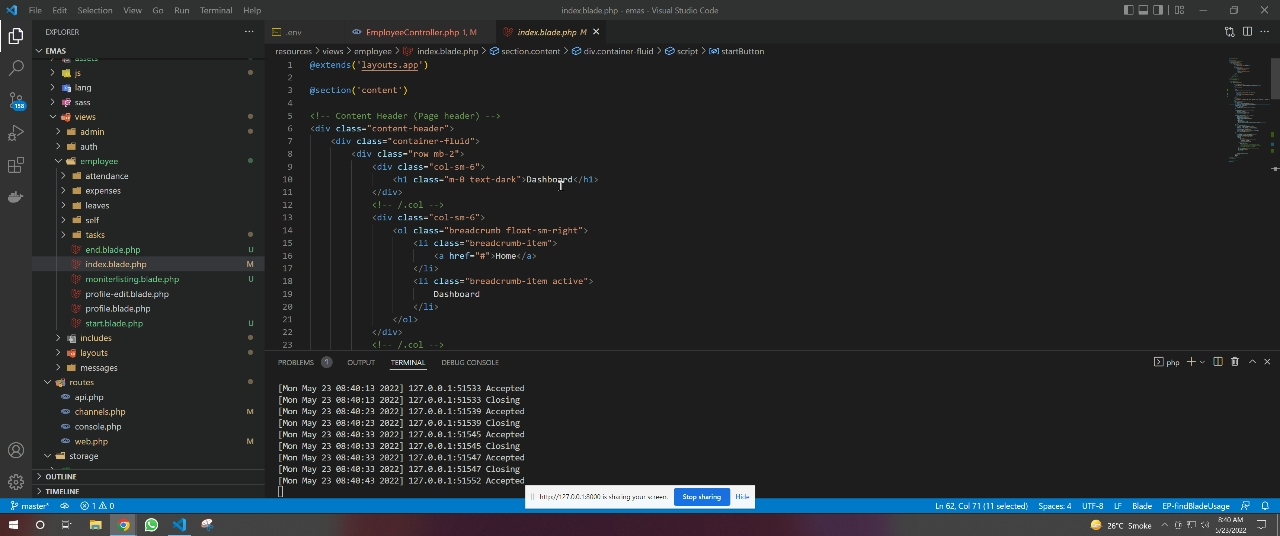 File Edit Selection View Go Run Terminal Help
index.blade.php - emas - Visual Studio Code
EXPLORER
.env
EmployeeController.php 1, M
index.blade.php M
EMAS
resources > views > employee > index.blade.php > section.content > div.container-fluid > script > startButton
assets
js
lang
sass
views
admin
auth
employee
attendance
expenses
leaves
self
tasks
end.blade.php U
index.blade.php M
moniterlisting.blade.php U
profile-edit.blade.php
profile.blade.php
start.blade.php U
includes
layouts
messages
routes
api.php
channels.php M
console.php
web.php M
storage
OUTLINE
TIMELINE
158
1 @extends('layouts.app')
2
3 @section('content')
4
5 <!-- Content Header (Page header) -->
6 <div class="content-header">
7 <div class="container-fluid">
8 <div class="row mb-2">
9 <div class="col-sm-6">
10 <h1 class="m-0 text-dark">Dashboard</h1>
11 </div>
12 <!-- /.col -->
13 <div class="col-sm-6">
14 <ol class="breadcrumb float-sm-right">
15 <li class="breadcrumb-item">
16 <a href="#">Home</a>
17 </li>
18 <li class="breadcrumb-item active">
19 Dashboard
20 </li>
21 </ol>
22 </div>
23 <!-- /.col -->
PROBLEMS 1 OUTPUT TERMINAL DEBUG CONSOLE
php
[Mon May 23 08:40:13 2022] 127.0.0.1:51533 Accepted
[Mon May 23 08:40:13 2022] 127.0.0.1:51533 Closing
[Mon May 23 08:40:23 2022] 127.0.0.1:51539 Accepted
[Mon May 23 08:40:23 2022] 127.0.0.1:51539 Closing
[Mon May 23 08:40:33 2022] 127.0.0.1:51545 Accepted
[Mon May 23 08:40:33 2022] 127.0.0.1:51545 Closing
[Mon May 23 08:40:33 2022] 127.0.0.1:51547 Accepted
[Mon May 23 08:40:33 2022] 127.0.0.1:51547 Closing
[Mon May 23 08:40:43 2022] 127.0.0.1:51552 Accepted
http://127.0.0.1:8000 is sharing your screen.
Stop sharing
Hide
master* 1 0
Ln 62, Col 71 (11 selected) Spaces: 4 UTF-8 LF Blade EP-findBladeUsage
26°C Smoke
8:40 AM
5/23/2022